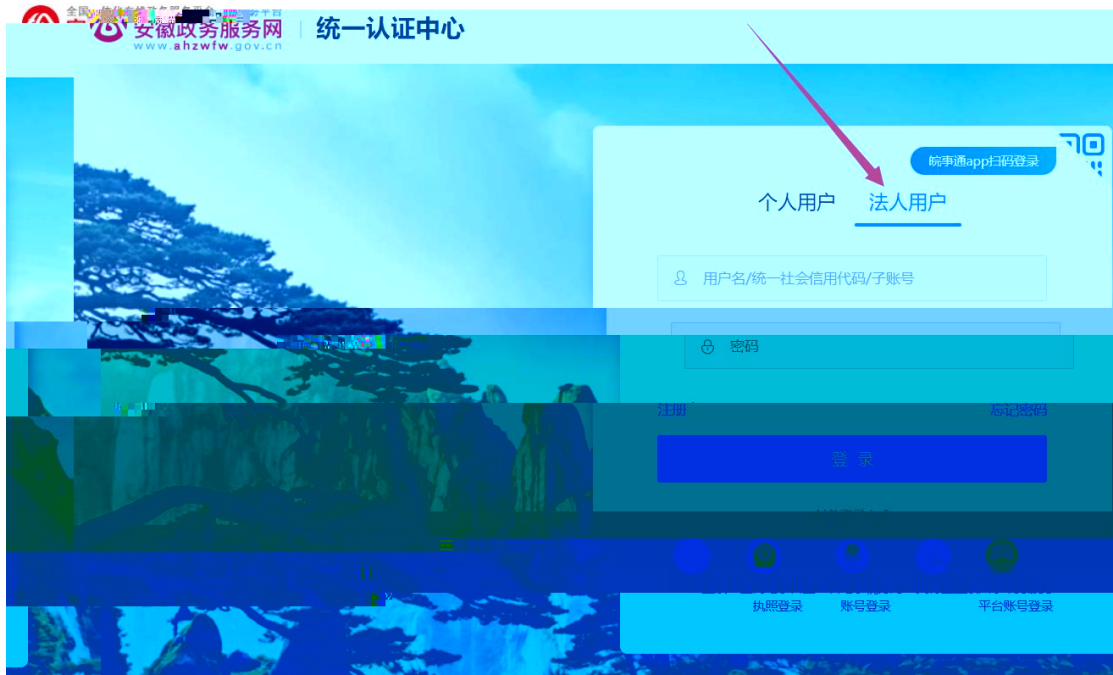 安徽政务服务网
www.ahzwfw.gov.cn
统一认证中心
皖事通app扫码登录
个人用户 法人用户
用户名/统一社会信用代码/子账号
密码
注册 忘记密码
登 录
执照登录 账号登录 平台账号登录